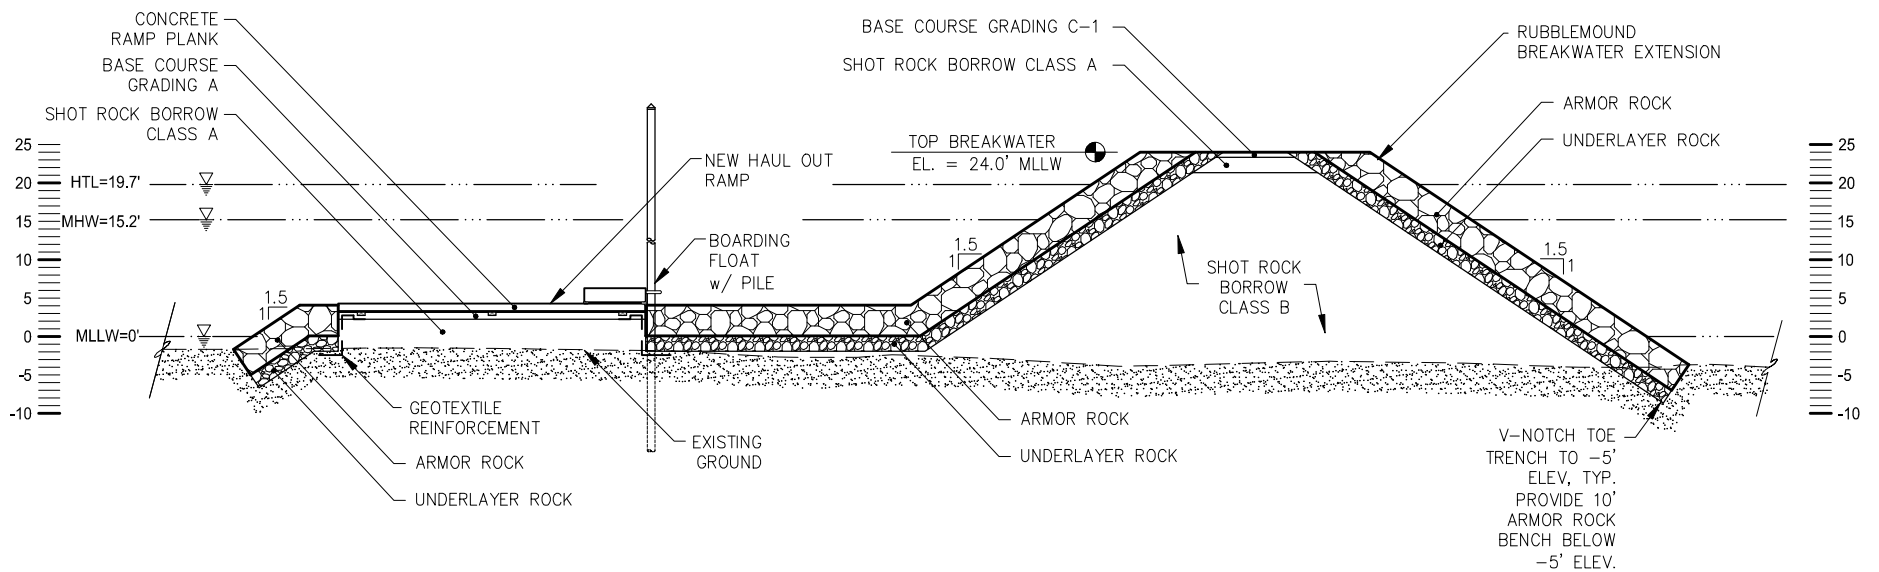 CONCRETE
RAMP PLANK
BASE COURSE
GRADING A
SHOT ROCK BORROW
CLASS A
BASE COURSE GRADING C-1
SHOT ROCK BORROW CLASS A
RUBBLEMOUND
BREAKWATER EXTENSION
ARMOR ROCK
UNDERLAYER ROCK
TOP BREAKWATER
EL. = 24.0' MLLW
NEW HAUL OUT
RAMP
25
20
15
10
5
0
-5
-10
HTL=19.7'
MHW=15.2'
MLLW=0'
BOARDING
FLOAT
w/ PILE
1.5
1
1.5
1
1.5
1
SHOT ROCK
BORROW
CLASS B
25
20
15
10
5
0
-5
-10
GEOTEXTILE
REINFORCEMENT
ARMOR ROCK
UNDERLAYER ROCK
EXISTING
GROUND
ARMOR ROCK
UNDERLAYER ROCK
V-NOTCH TOE
TRENCH TO -5'
ELEV, TYP.
PROVIDE 10'
ARMOR ROCK
BENCH BELOW
-5' ELEV.